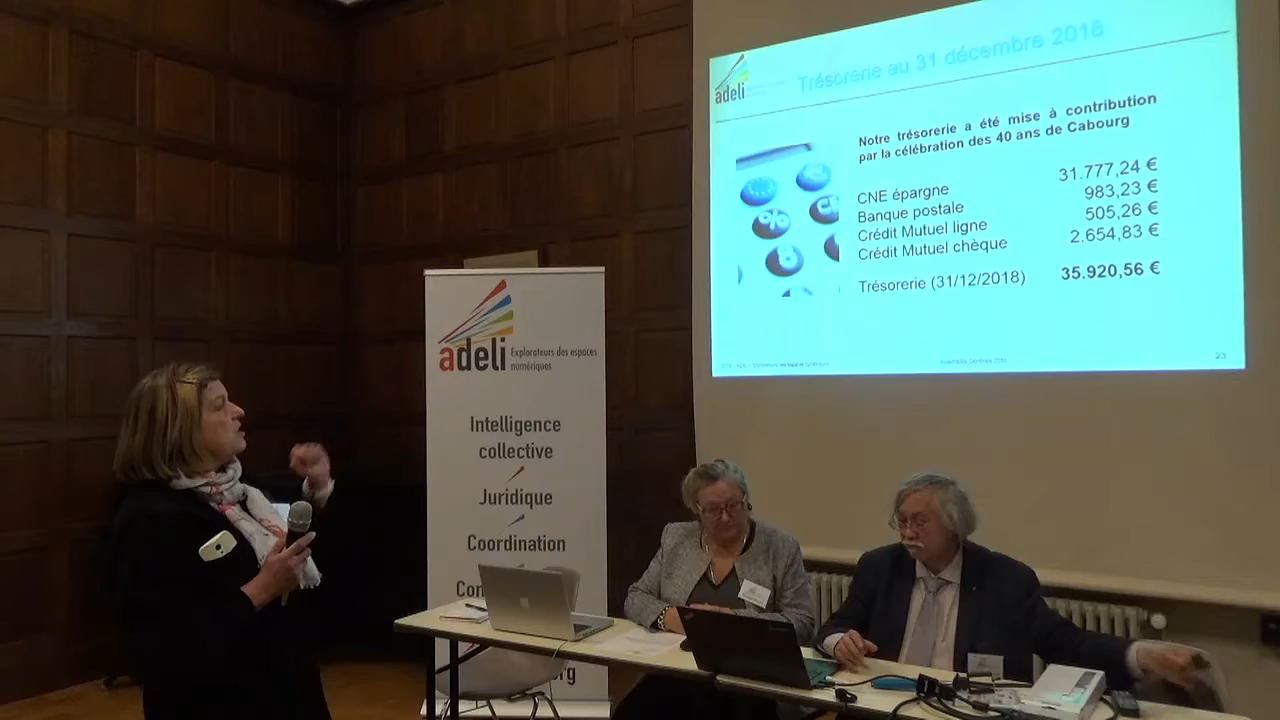 adeli
Trésorerie au 31 décembre 2018
Notre trésorerie a été mise à contribution
par la célébration des 40 ans de Cabourg
CNE épargne 31.777,24 €
Banque postale 983,23 €
Crédit Mutuel ligne 505,26 €
Crédit Mutuel chèque 2.654,83 €
Trésorerie (31/12/2018) 35.920,56 €
23
adeli Explorateurs des espaces
numériques
Intelligence
collective
Juridique
Coordination